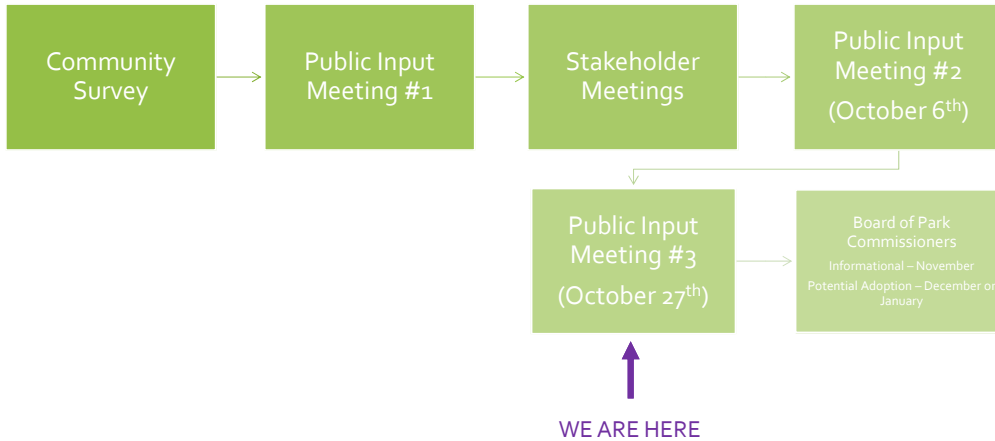 Community
Survey
Public Input
Meeting #1
Stakeholder
Meetings
Public Input
Meeting #2
(October 6th)
Public Input
Meeting #3
(October 27th)
Board of Park
Commissioners
Informational – November
Potential Adoption – December or
January
WE ARE HERE